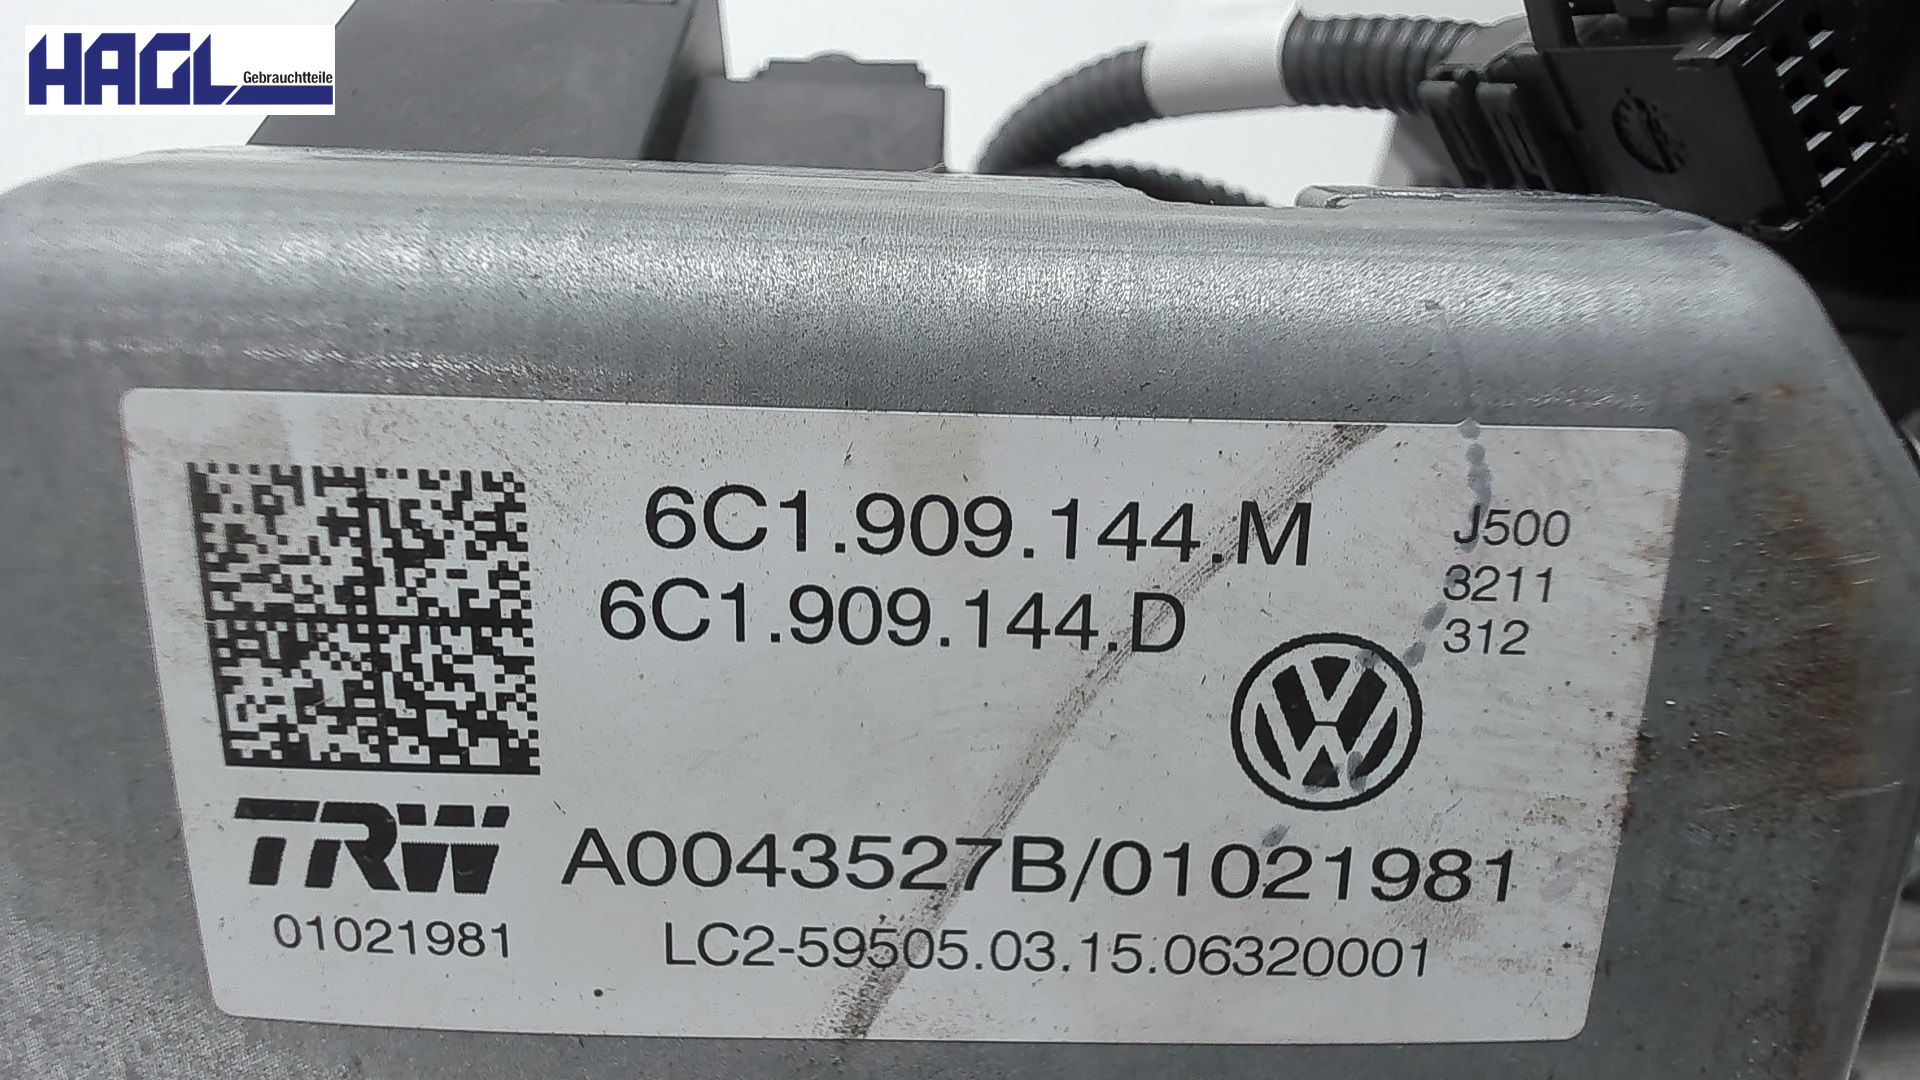 HAGL Gebrauchtteile
6C1.909.144.M
6C1.909.144.D
J500
3211
312
TRW
01021981
A0043527B/01021981
LC2-59505.03.15.06320001